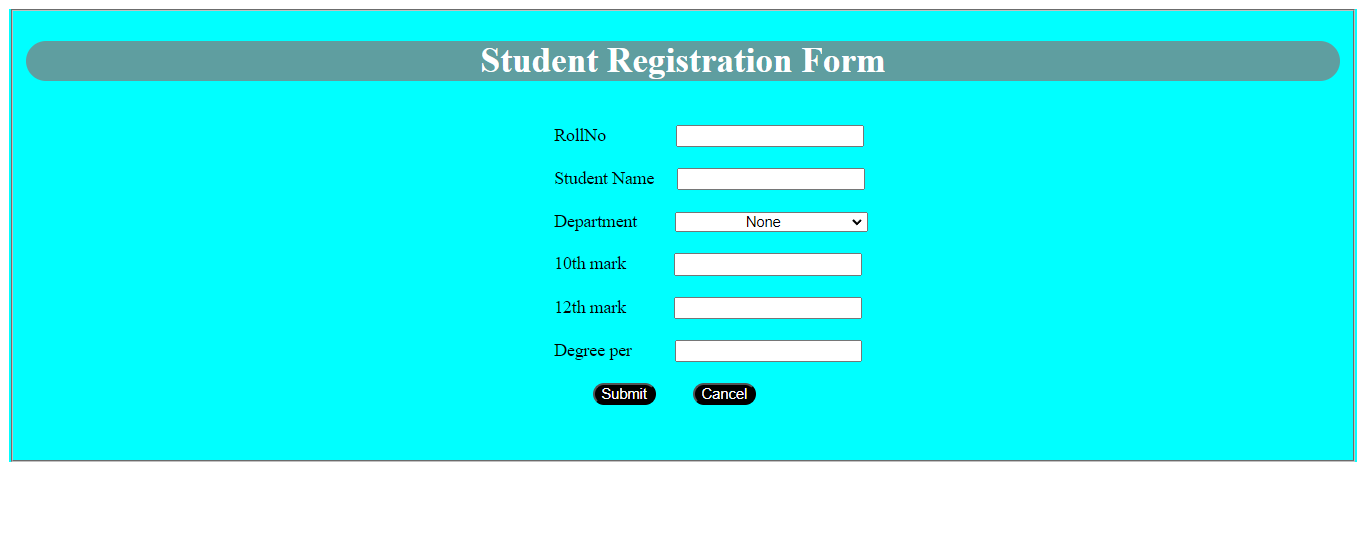 Student Registration Form
RollNo
Student Name
Department None
10th mark
12th mark
Degree per
Submit Cancel